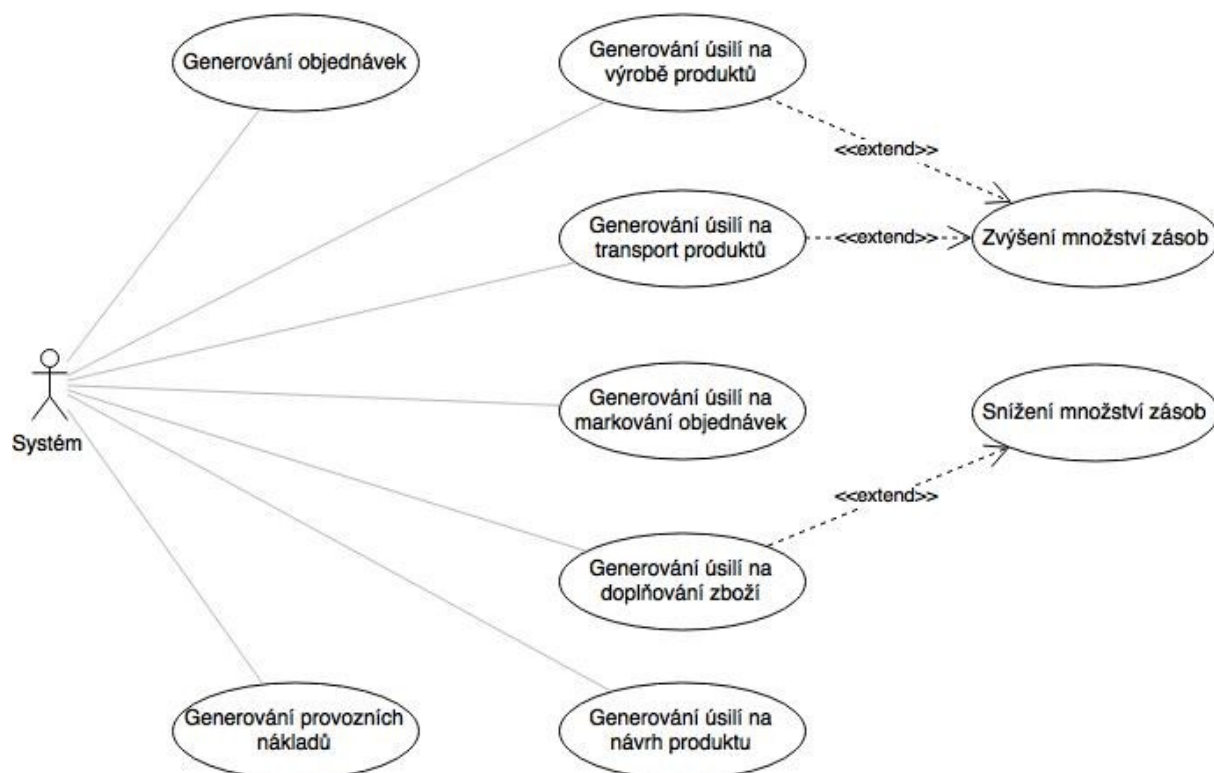 Generování objednávek
Generování úsilí na
výrobě produktů
<<extend>>
Generování úsilí na
transport produktů
<<extend>>
Zvýšení množství zásob
Systém
Generování úsilí na
markování objednávek
Snížení množství zásob
<<extend>>
Generování úsilí na
doplňování zboží
Generování provozních
nákladů
Generování úsilí na
návrh produktu